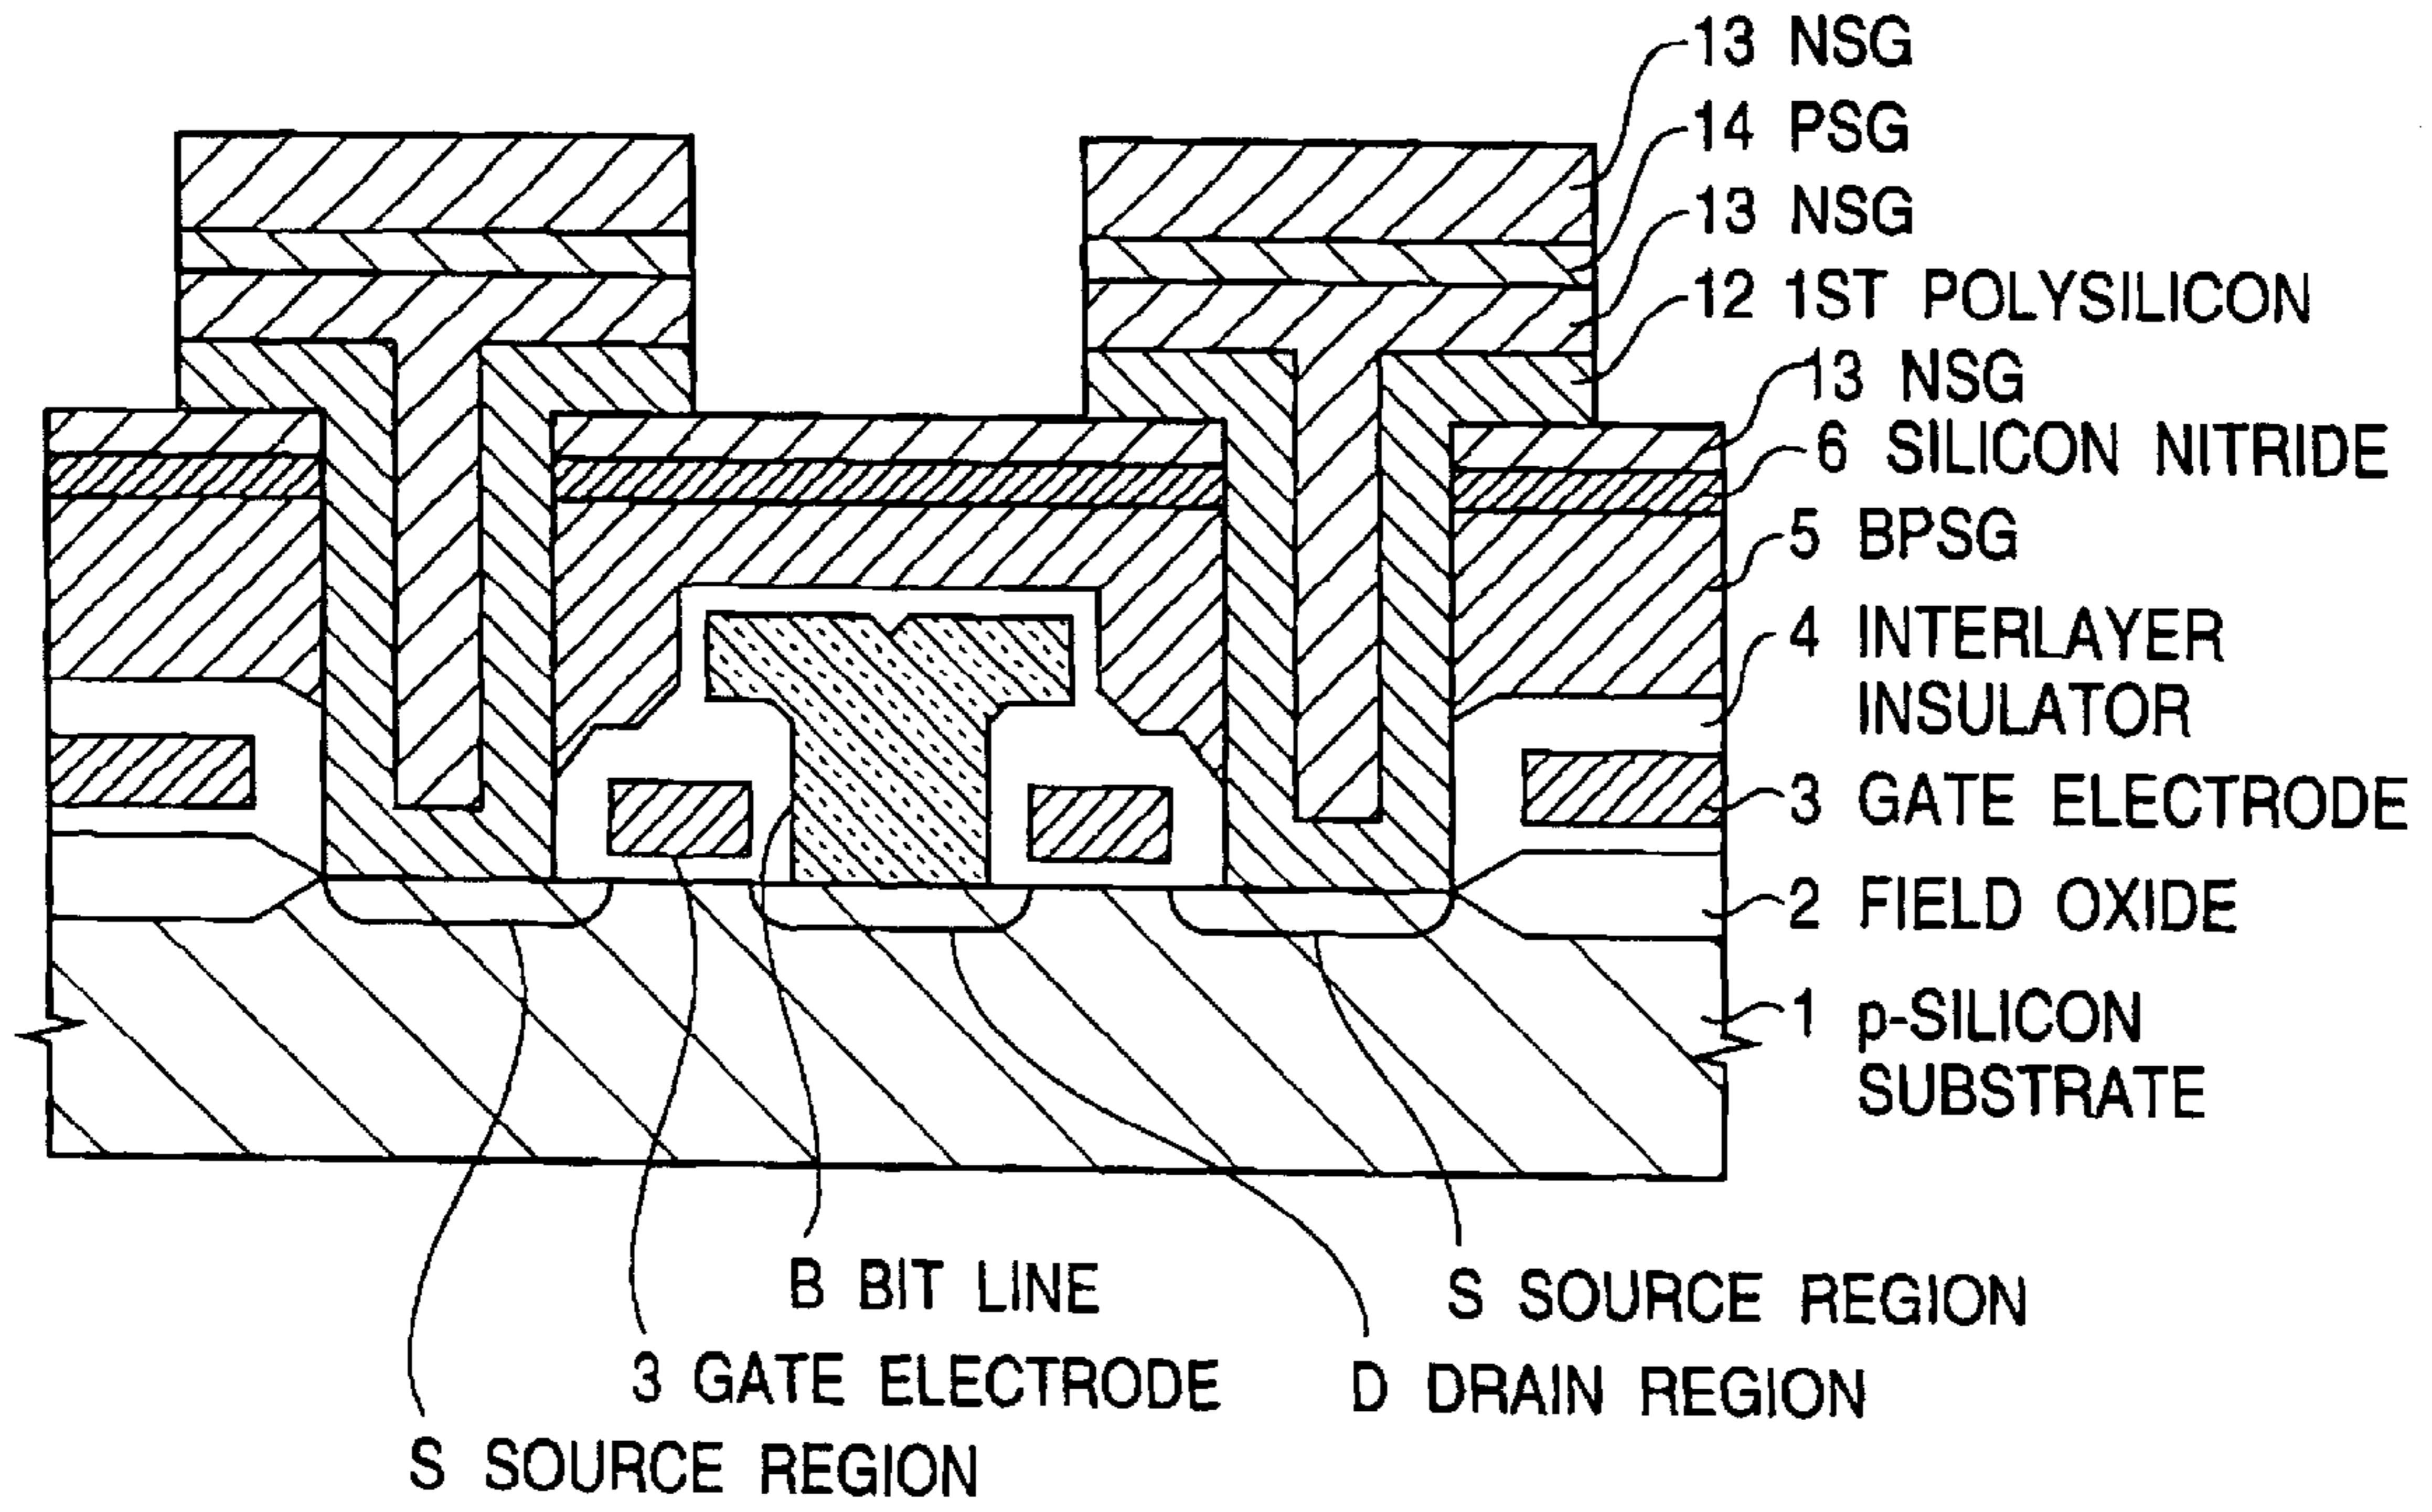 13 NSG
14 PSG
13 NSG
12 1ST POLYSILICON
13 NSG
6 SILICON NITRIDE
5 BPSG
4 INTERLAYER
INSULATOR
3 GATE ELECTRODE
2 FIELD OXIDE
1 p-SILICON
SUBSTRATE
B BIT LINE
S SOURCE REGION
3 GATE ELECTRODE
D DRAIN REGION
S SOURCE REGION